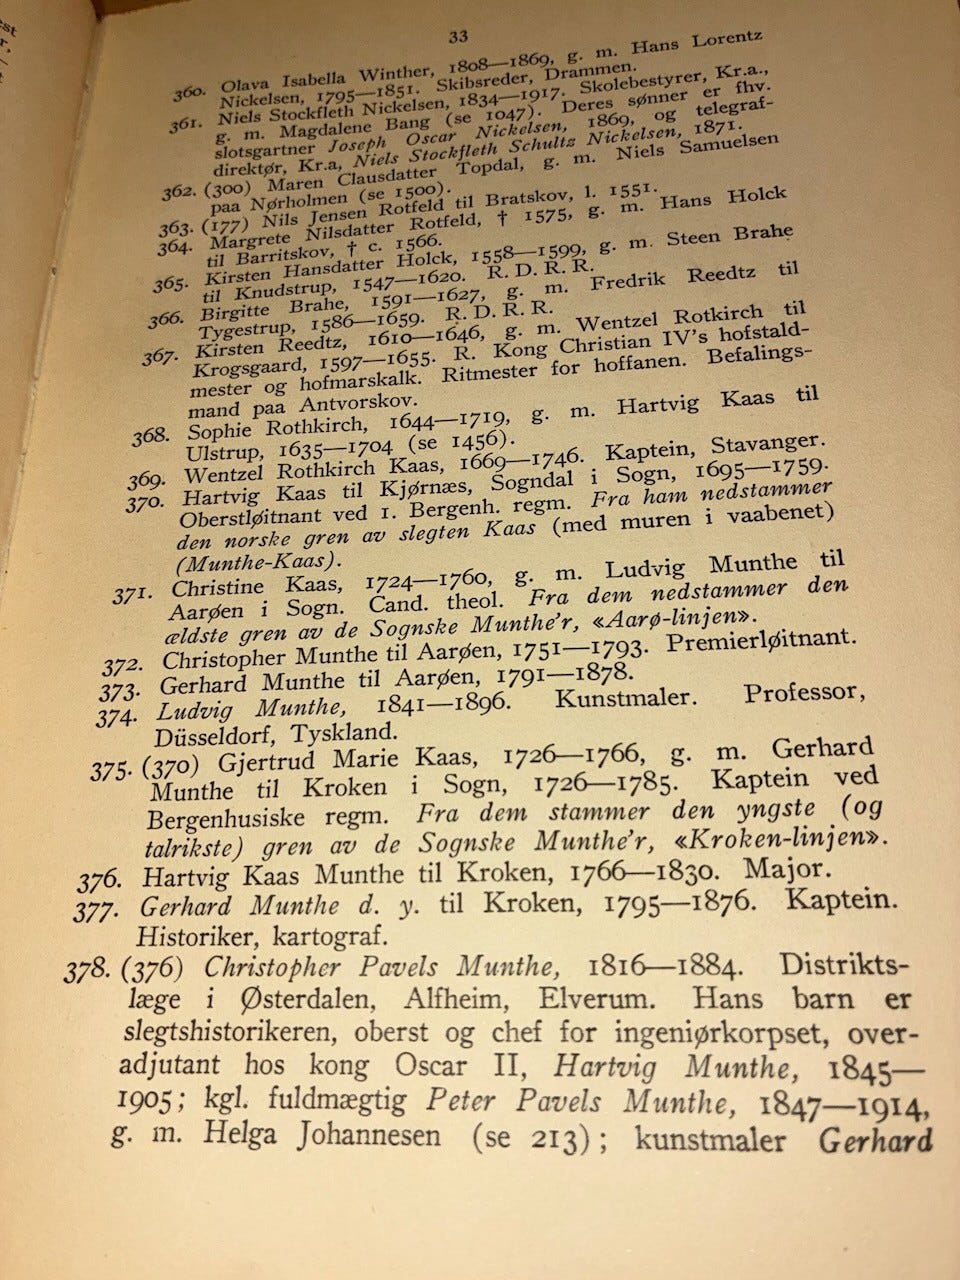 33
360. Olava Isabella Winther, 1808—1869, g. m. Hans Lorentz
Nickelsen, 1795—1851. Skibsreder, Drammen.
361. Niels Stockfleth Nickelsen, 1834—1917. Skolebestyrer, Kr.a.,
g. m. Magdalene Bang (se 1047). Deres sønner er fhv.
slotsgartner Joseph Oscar Nickelsen, 1869, og telegraf-
direktør, Kr.a, Niels Stockfleth Schultz Nickelsen, 1871.
362. (300) Maren Clausdatter Topdal, g. m. Niels Samuelsen
paa Nørholmen (se 1500).
363. (177) Nils Jensen Rotfeld til Bratskov, l. 1551.
364. Margrete Nilsdatter Rotfeld, † 1575, g. m. Hans Holck
til Barritskov, † c. 1566.
365. Kirsten Hansdatter Holck, 1558—1599, g. m. Steen Brahe
til Knudstrup, 1547—1620. R. D. R. R.
366. Birgitte Brahe, 1591—1627, g. m. Fredrik Reedtz til
Tygestrup, 1586—1659. R. D. R. R.
367. Kirsten Reedtz, 1610—1646, g. m. Wentzel Rotkirch til
Krogsgaard, 1597—1655. R. Kong Christian IV's hofstald-
mester og hofmarskalk. Ritmester for hoffanen. Befalings-
mand paa Antvorskov.
368. Sophie Rothkirch, 1644—1719, g. m. Hartvig Kaas til
Ulstrup, 1635—1704 (se 1456).
369. Wentzel Rothkirch Kaas, 1669—1746. Kaptein, Stavanger.
370. Hartvig Kaas til Kjørnæs, Sogndal i Sogn, 1695—1759.
Oberstløitnant ved 1. Bergenh. regm. Fra ham nedstammer
den norske gren av slegten Kaas (med muren i vaabenet)
(Munthe-Kaas).
371. Christine Kaas, 1724—1760, g. m. Ludvig Munthe til
Aarøen i Sogn. Cand. theol. Fra dem nedstammer den
ældste gren av de Sognske Munthe'r, «Aarø-linjen».
372. Christopher Munthe til Aarøen, 1751—1793. Premierløitnant.
373. Gerhard Munthe til Aarøen, 1791—1878.
374. Ludvig Munthe, 1841—1896. Kunstmaler. Professor,
Düsseldorf, Tyskland.
375. (370) Gjertrud Marie Kaas, 1726—1766, g. m. Gerhard
Munthe til Kroken i Sogn, 1726—1785. Kaptein ved
Bergenhusiske regm. Fra dem stammer den yngste (og
talrikste) gren av de Sognske Munthe'r, «Kroken-linjen».
376. Hartvig Kaas Munthe til Kroken, 1766—1830. Major.
377. Gerhard Munthe d. y. til Kroken, 1795—1876. Kaptein.
Historiker, kartograf.
378. (376) Christopher Pavels Munthe, 1816—1884. Distrikts-
læge i Østerdalen, Alfheim, Elverum. Hans barn er
slegtshistorikeren, oberst og chef for ingeniørkorpset, over-
adjutant hos kong Oscar II, Hartvig Munthe, 1845—
1905; kgl. fuldmægtig Peter Pavels Munthe, 1847—1914,
g. m. Helga Johannesen (se 213); kunstmaler Gerhard